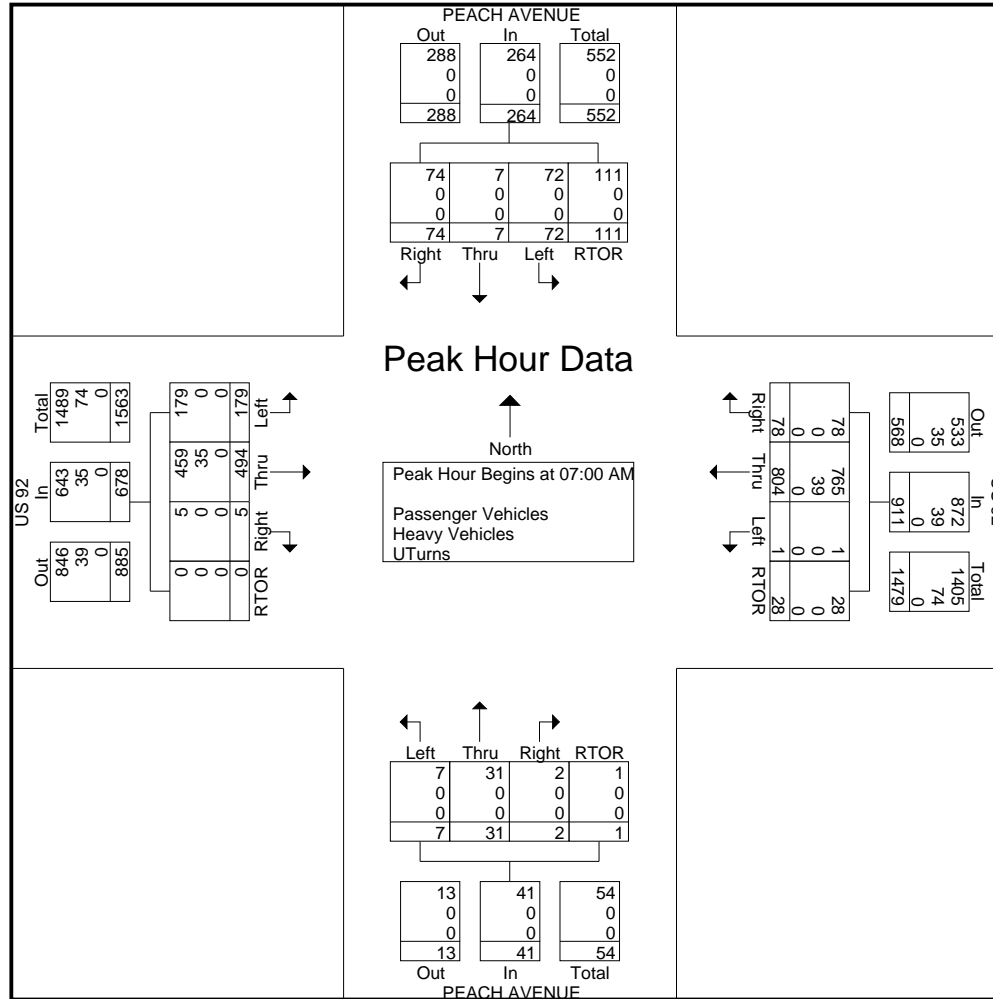 PEACH AVENUE
Out In Total
288 264 552
0 0 0
0 0 0
288 264 552
74 7 72 111
0 0 0 0
0 0 0 0
74 7 72 111
Right Thru Left RTOR
Peak Hour Data
North
Peak Hour Begins at 07:00 AM
Passenger Vehicles
Heavy Vehicles
UTurns
US 92
Out In Total
846 643 1489
39 35 74
0 0 0
885 678 1563
0 5 459 179
0 0 35 0
0 0 0 0
0 5 494 179
RTOR Right Thru Left
Out In Total
533 872 1405
35 39 74
0 0 0
568 911 1479
78 765 1 28
0 39 0 0
0 0 0 0
78 804 1 28
Right Thru Left RTOR
Left Thru Right RTOR
7 31 2 1
0 0 0 0
0 0 0 0
7 31 2 1
13 41 54
0 0 0
0 0 0
13 41 54
Out In Total
PEACH AVENUE